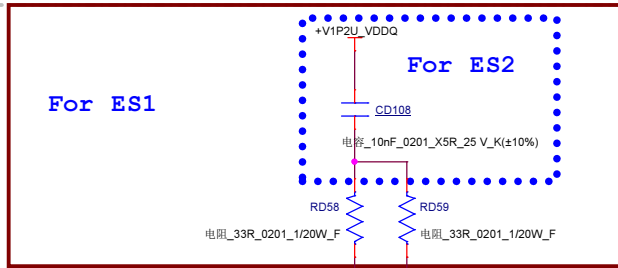 +V1P2U_VDDQ
For ES2
For ES1
CD108
电容_10nF_0201_X5R_25 V_K(±10%)
RD58
RD59
电阻_33R_0201_1/20W_F
电阻_33R_0201_1/20W_F